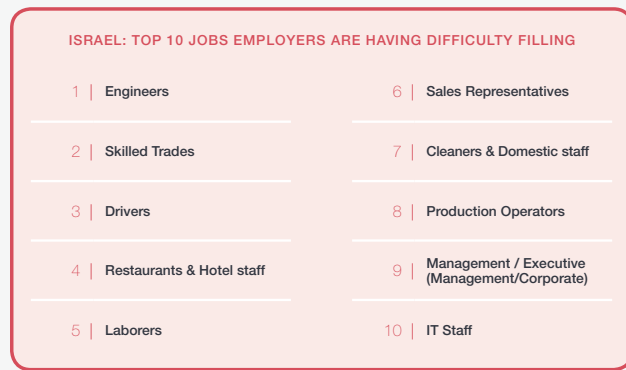 ISRAEL: TOP 10 JOBS EMPLOYERS ARE HAVING DIFFICULTY FILLING
1 | Engineers
2 | Skilled Trades
3 | Drivers
4 | Restaurants & Hotel staff
5 | Laborers
6 | Sales Representatives
7 | Cleaners & Domestic staff
8 | Production Operators
9 | Management / Executive
(Management/Corporate)
10 | IT Staff